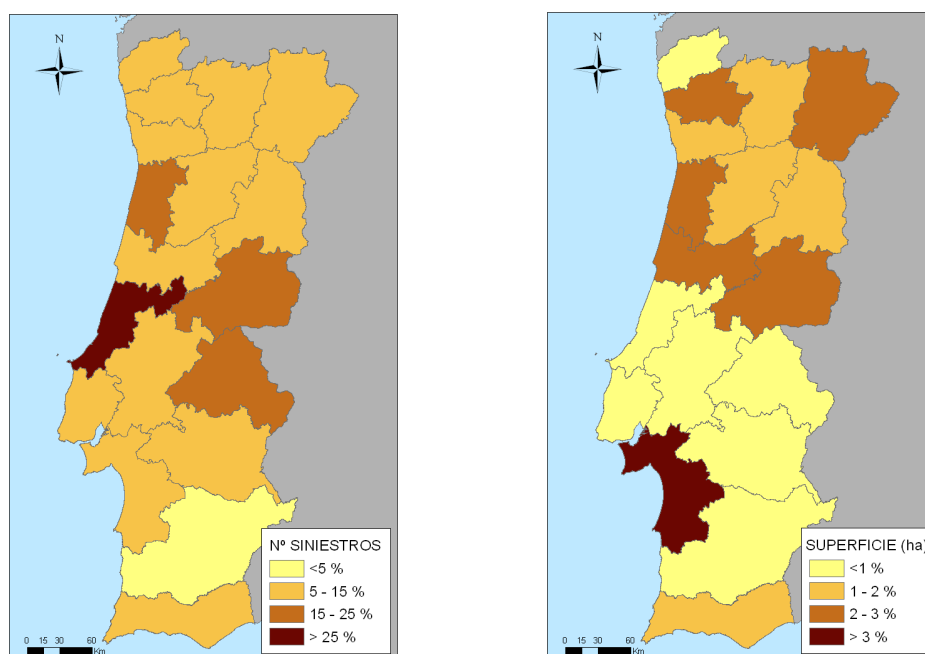 N
Nº SINIESTROS
<5 %
5 - 15 %
15 - 25 %
> 25 %
0 15 30 60
Km
N
SUPERFICIE (ha)
<1 %
1 - 2 %
2 - 3 %
> 3 %
0 15 30 60
Km